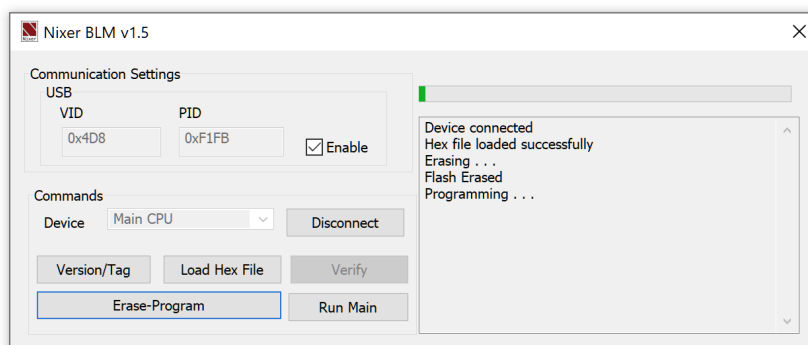 Nixer BLM v1.5
Communication Settings
USB
VID
PID
0x4D8
0xF1FB
Enable
Commands
Device
Main CPU
Disconnect
Version/Tag
Load Hex File
Verify
Erase-Program
Run Main
Device connected
Hex file loaded successfully
Erasing . . .
Flash Erased
Programming . . .